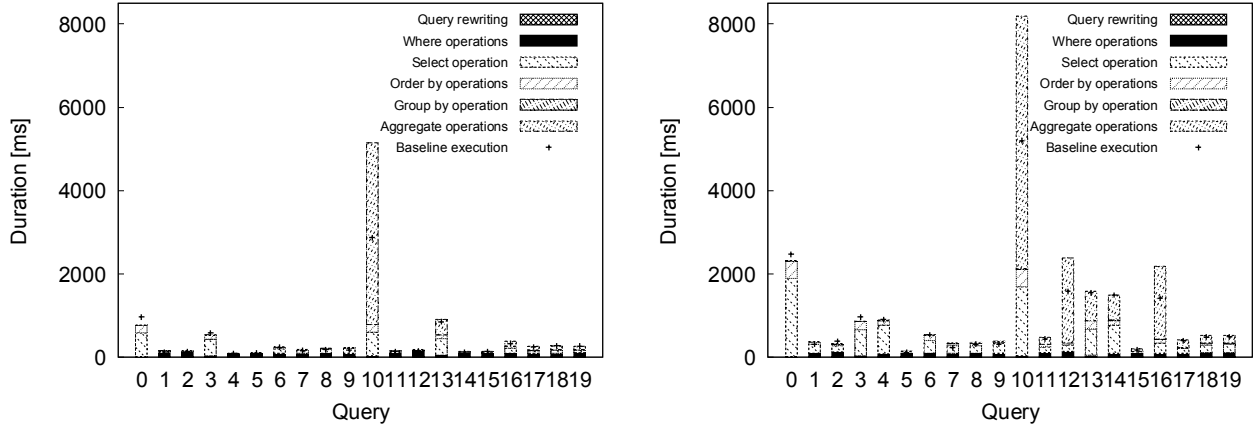 8000
6000
4000
2000
0
Duration [ms]
Query rewriting
Where operations
Select operation
Order by operations
Group by operation
Aggregate operations
Baseline execution
0 1 2 3 4 5 6 7 8 9 10 11 12 13 14 15 16 17 18 19
Query
8000
6000
4000
2000
0
Duration [ms]
Query rewriting
Where operations
Select operation
Order by operations
Group by operation
Aggregate operations
Baseline execution
0 1 2 3 4 5 6 7 8 9 10 11 12 13 14 15 16 17 18 19
Query